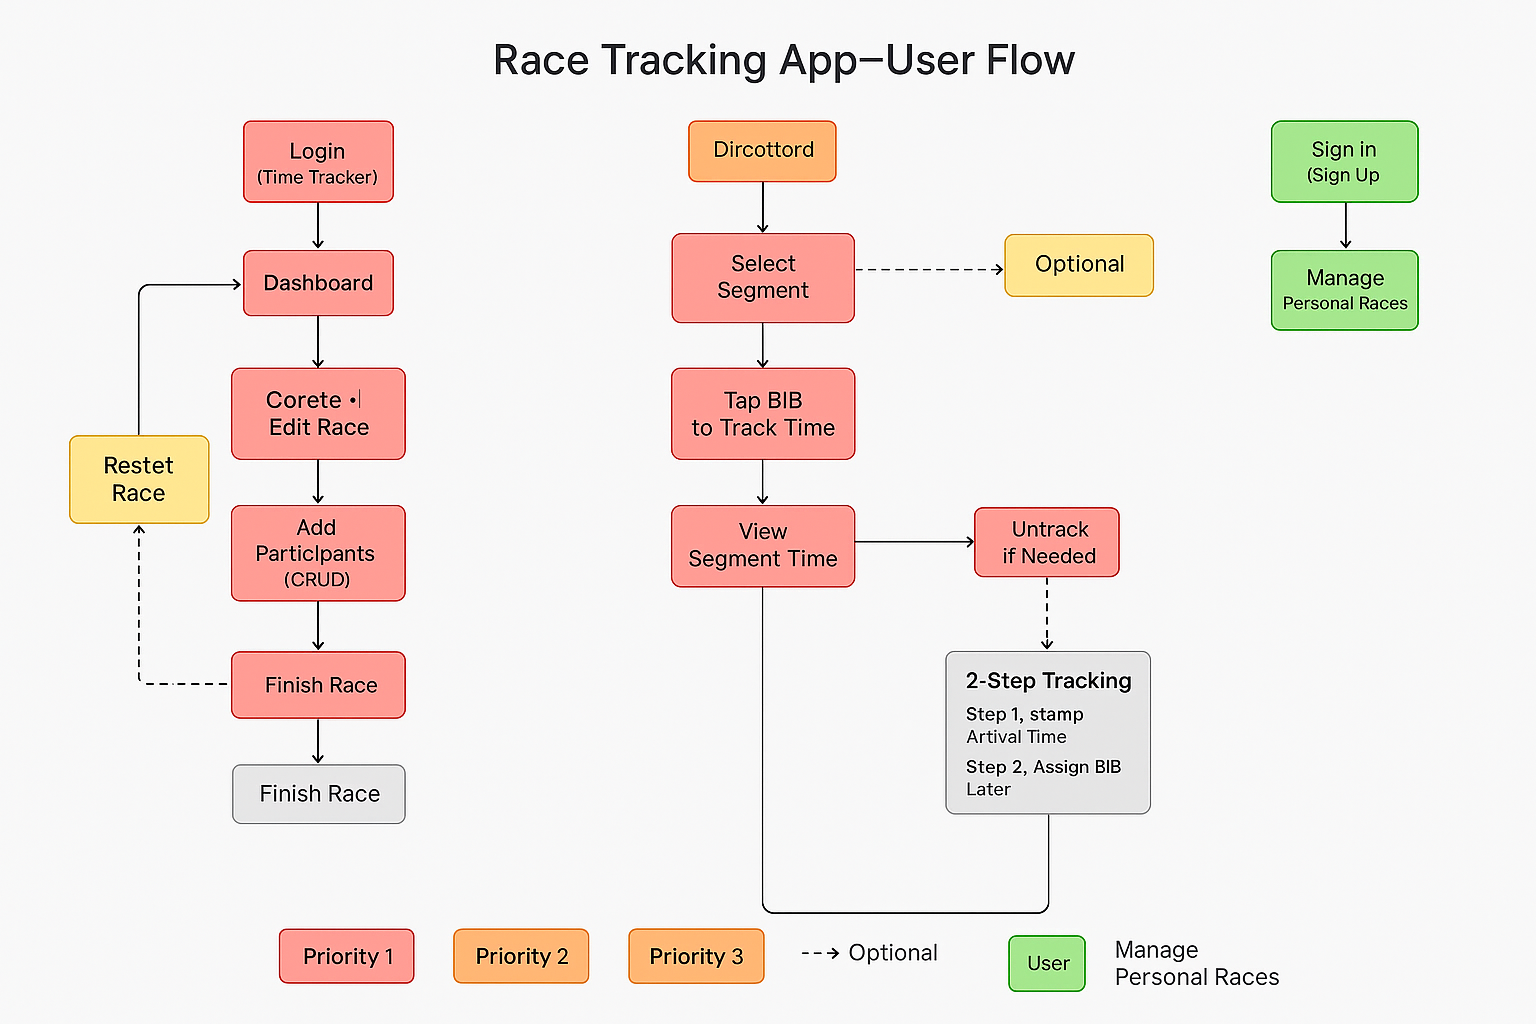 Race Tracking App–User Flow
Login
(Time Tracker)
Dashboard
Corete •|
Edit Race
Restet
Race
Add
Particlpants
(CRUD)
Finish Race
Finish Race
Dircottord
Select
Segment
Optional
Tap BIB
to Track Time
View
Segment Time
Untrack
if Needed
2-Step Tracking
Step 1, stamp
Artival Time
Step 2, Assign BIB
Later
Sign in
(Sign Up
Manage
Personal Races
Priority 1
Priority 2
Priority 3
Optional
User
Manage
Personal Races